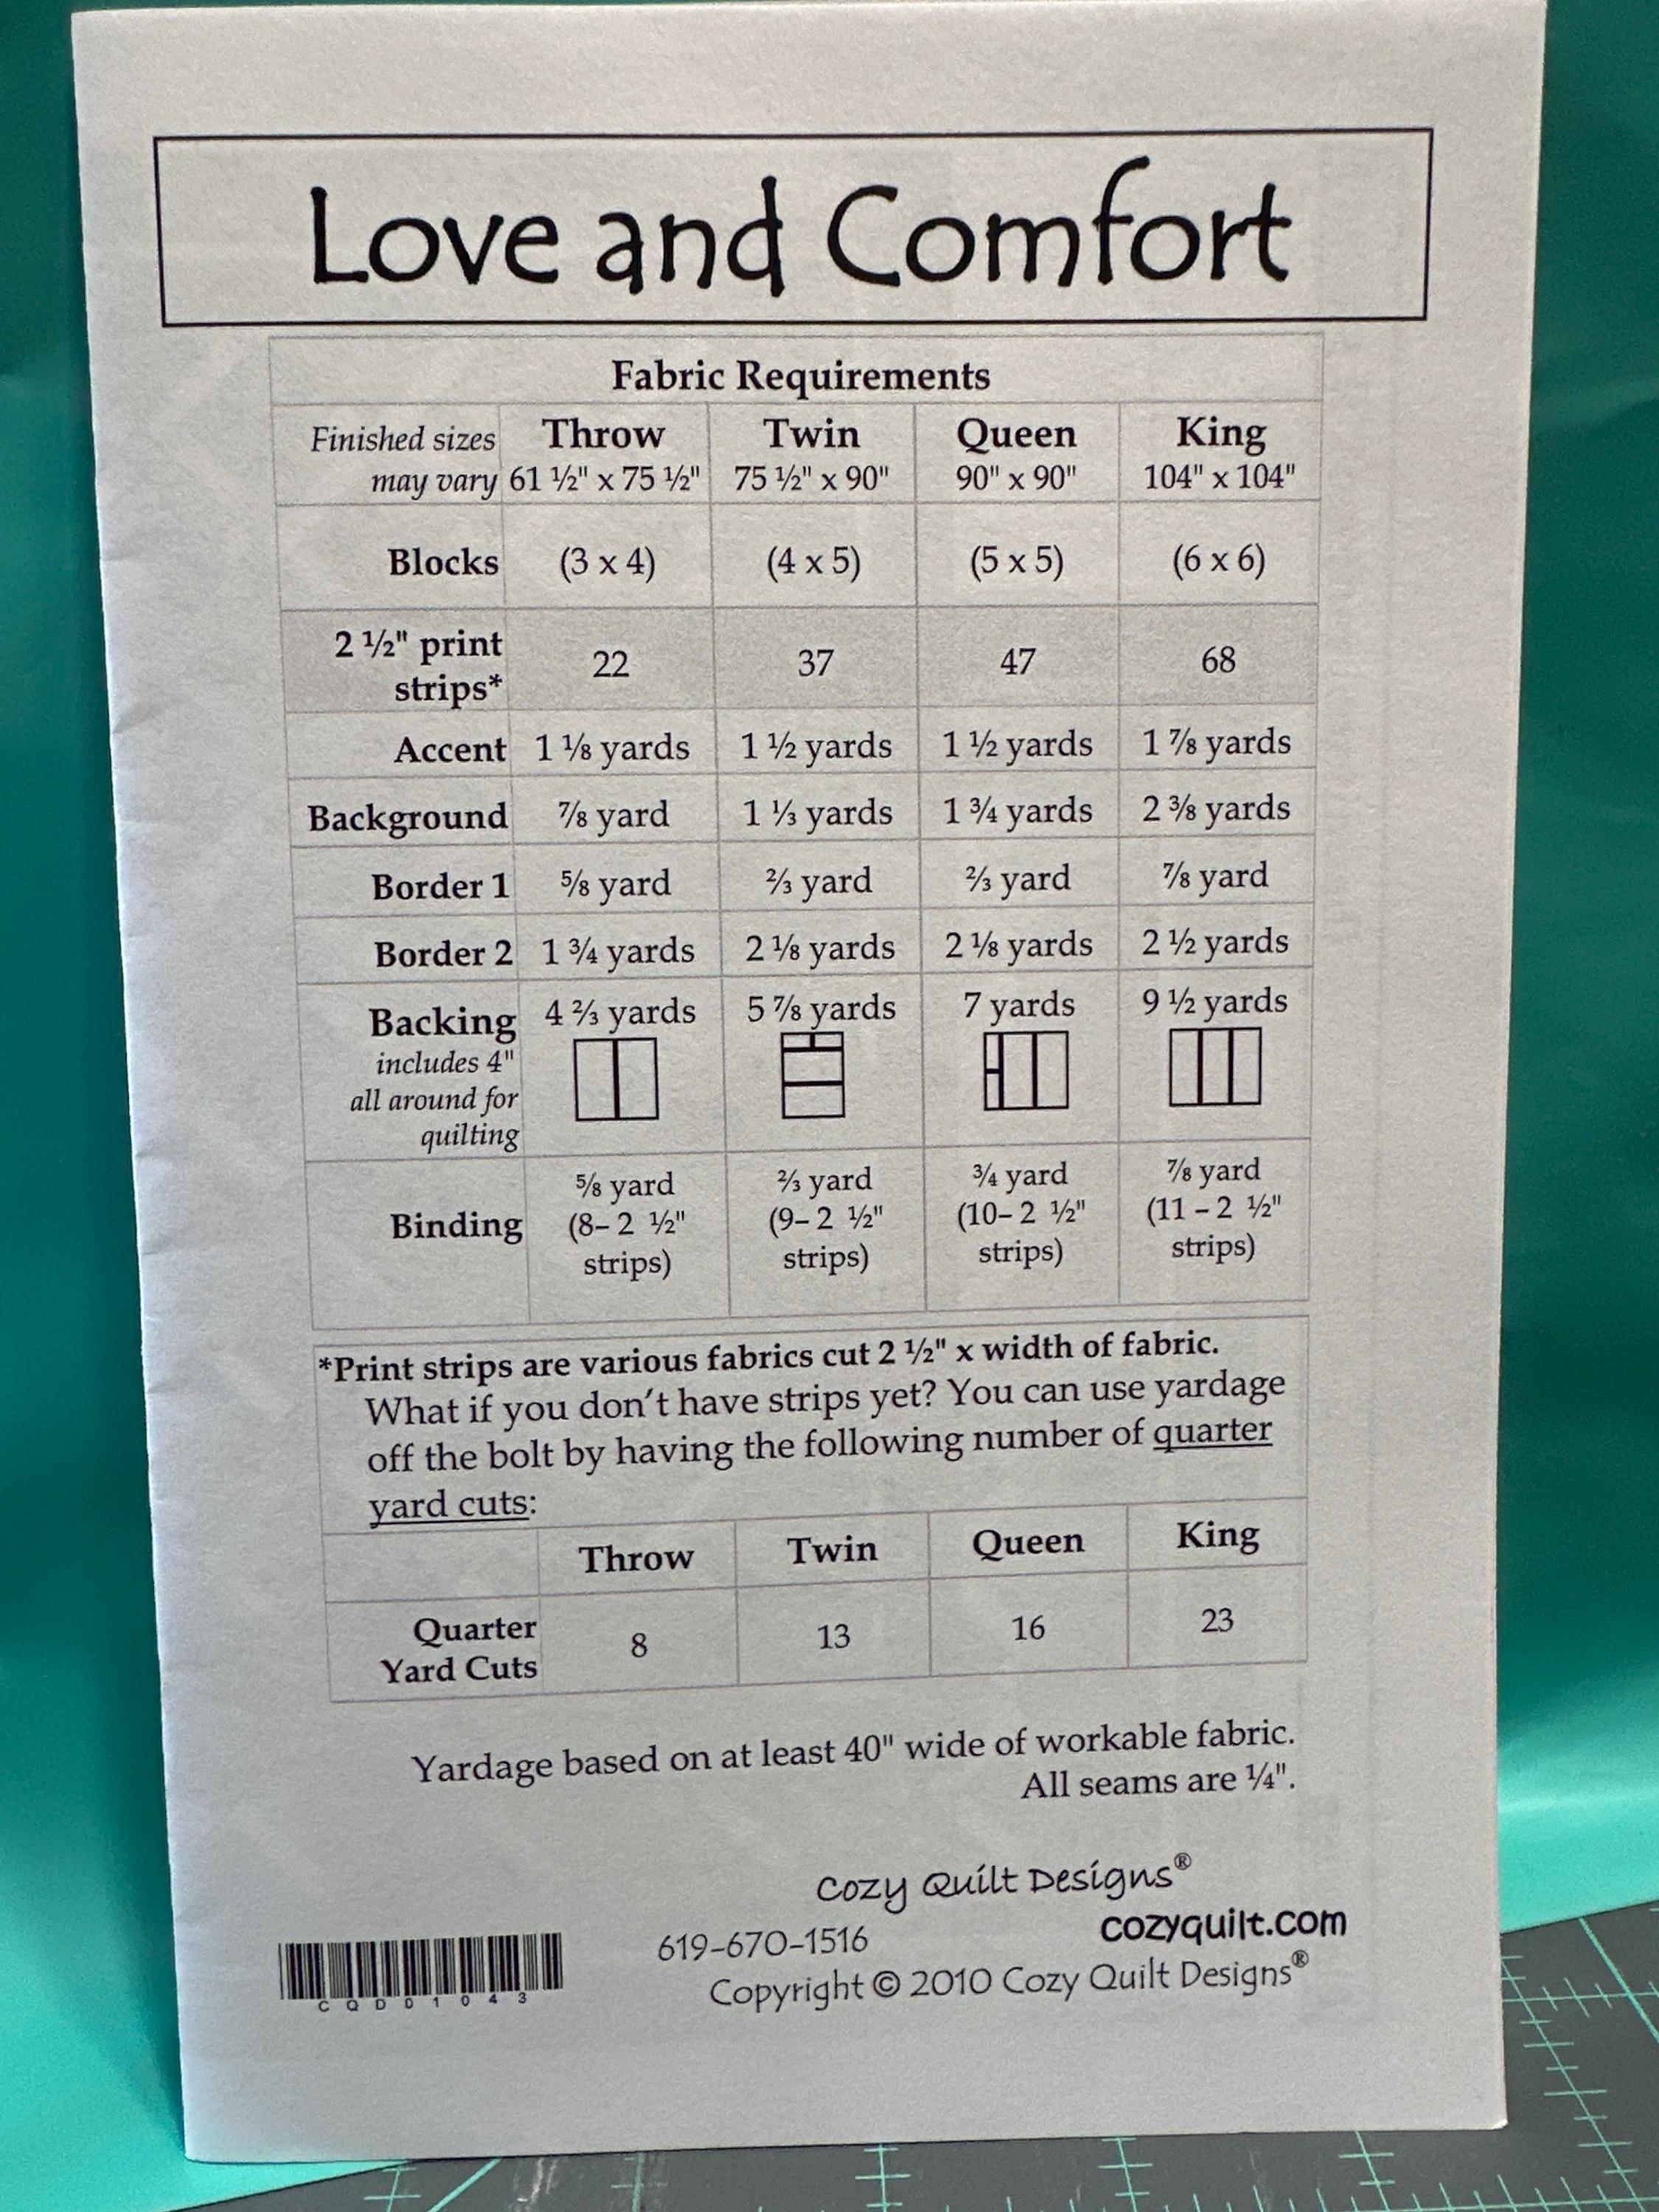 Love and Comfort
Fabric Requirements
Finished sizes may vary Throw 61 ½" x 75 ½" Twin 75 ½" x 90" Queen 90" x 90" King 104" x 104"
Blocks (3 x 4) (4 x 5) (5 x 5) (6 x 6)
2 ½" print strips* 22 37 47 68
Accent 1 ⅛ yards 1 ½ yards 1 ½ yards 1 ⅞ yards
Background ⅞ yard 1 ⅓ yards 1 ¾ yards 2 ⅜ yards
Border 1 ⅝ yard ⅔ yard ⅔ yard ⅞ yard
Border 2 1 ¾ yards 2 ⅛ yards 2 ⅛ yards 2 ½ yards
Backing 4 ⅔ yards 5 ⅞ yards 7 yards 9 ½ yards
includes 4"
all around for
quilting
Binding ⅝ yard (8– 2 ½" strips) ⅔ yard (9– 2 ½" strips) ¾ yard (10– 2 ½" strips) ⅞ yard (11 – 2 ½" strips)
*Print strips are various fabrics cut 2 ½" x width of fabric.
What if you don't have strips yet? You can use yardage
off the bolt by having the following number of quarter
yard cuts:
Throw Twin Queen King
Quarter Yard Cuts 8 13 16 23
Yardage based on at least 40" wide of workable fabric.
All seams are ¼".
Cozy Quilt Designs®
619-670-1516 cozyquilt.com
Copyright © 2010 Cozy Quilt Designs®
CQD01043